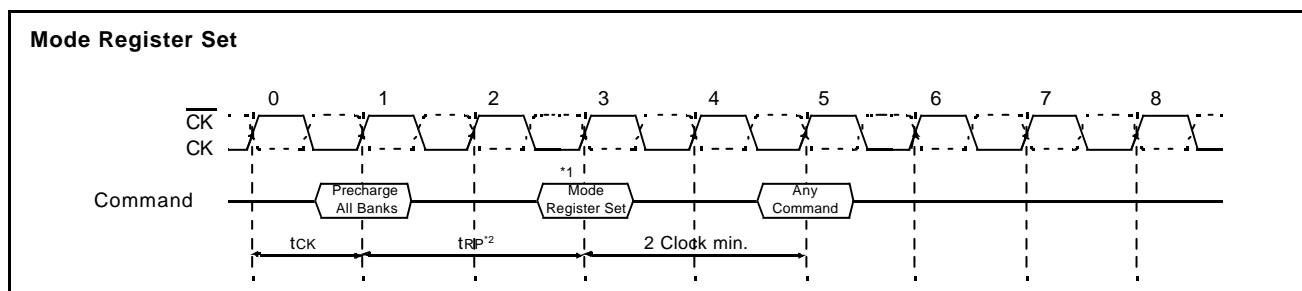 Mode Register Set
0 1 2 3 4 5 6 7 8
CK
CK
*1
Command
Precharge
All Banks
Mode
Register Set
Any
Command
tCK
tRP*2
2 Clock min.